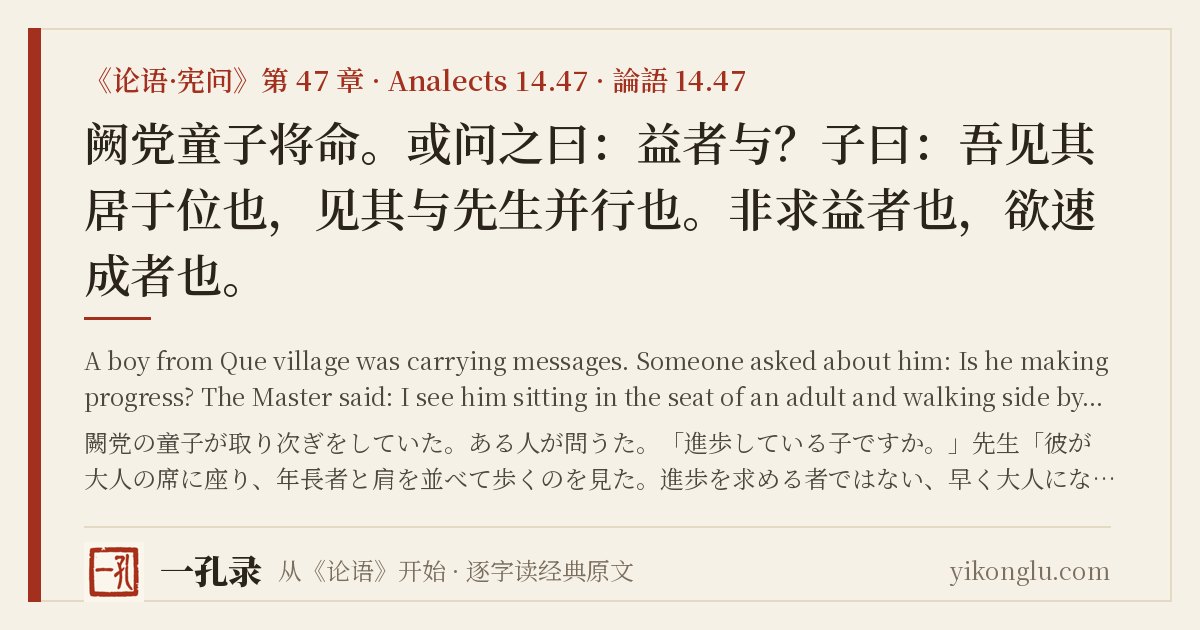 《论语·宪问》第 47 章 · Analects 14.47 · 論語 14.47
阙党童子将命。或问之曰：益者与？子曰：吾见其
居于位也，见其与先生并行也。非求益者也，欲速
成者也。
A boy from Que village was carrying messages. Someone asked about him: Is he making
progress? The Master said: I see him sitting in the seat of an adult and walking side by...
闕党の童子が取り次ぎをしていた。ある人が問うた。「進歩している子ですか。」先生「彼が
大人の席に座り、年長者と肩を並べて歩くのを見た。進歩を求める者ではない、早く大人にな…
一孔
一孔录 从《论语》开始 · 逐字读经典原文 yikonglu.com